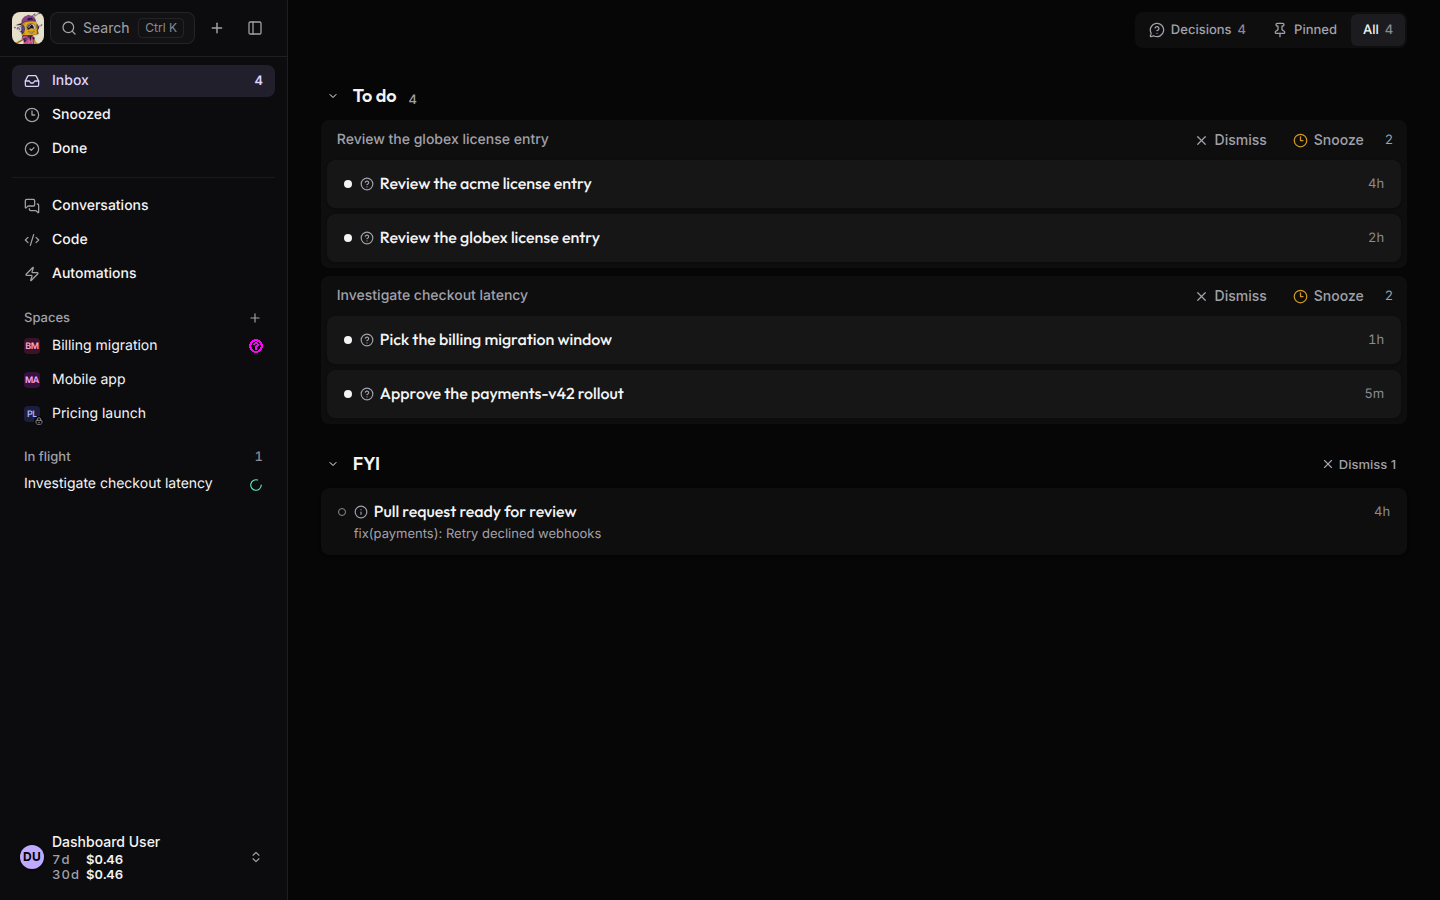 Search Ctrl K
Decisions 4 Pinned All 4
Inbox 4
Snoozed
Done
Conversations
Code
Automations
Spaces
BM Billing migration
MA Mobile app
PL Pricing launch
In flight 1
Investigate checkout latency
DU Dashboard User
7d $0.46
30d $0.46
To do 4
Review the globex license entry Dismiss Snooze 2
Review the acme license entry 4h
Review the globex license entry 2h
Investigate checkout latency Dismiss Snooze 2
Pick the billing migration window 1h
Approve the payments-v42 rollout 5m
FYI Dismiss 1
Pull request ready for review 4h
fix(payments): Retry declined webhooks